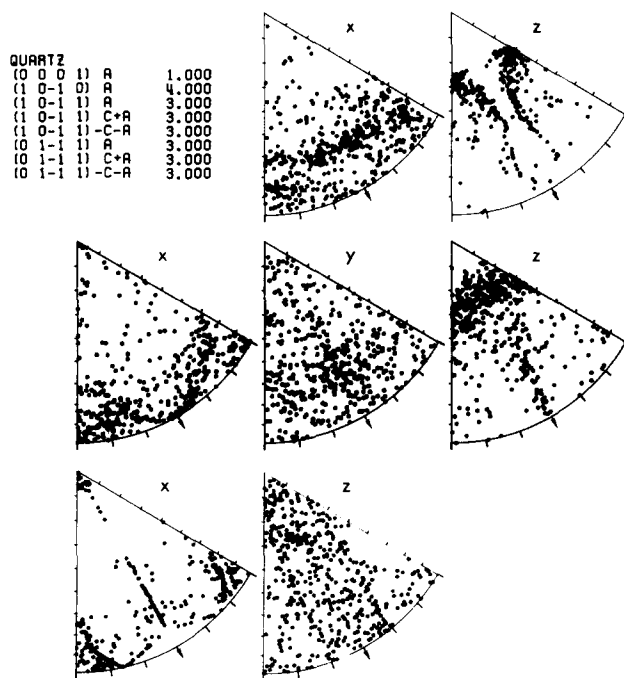 QUARTZ
(0 0 0 1) A 1.000
(1 0-1 0) A 4.000
(1 0-1 1) A 3.000
(1 0-1 1) C+A 3.000
(1 0-1 1)-C-A 3.000
(0 1-1 1) A 3.000
(0 1-1 1) C+A 3.000
(0 1-1 1)-C-A 3.000
x z
x y z
x z